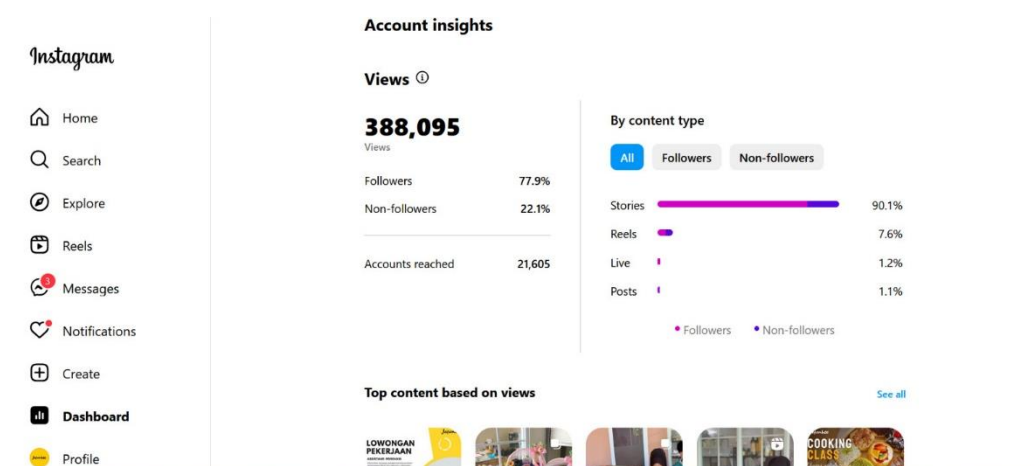 Instagram
Home
Search
Explore
Reels
3
Messages
Notifications
Create
Dashboard
Profile
Account insights
Views
388,095
Views
Followers 77.9%
Non-followers 22.1%
Accounts reached 21,605
By content type
All Followers Non-followers
Stories 90.1%
Reels 7.6%
Live 1.2%
Posts 1.1%
Followers Non-followers
Top content based on views See all
LOWONGAN
PEKERJAAN
COOKING
CLASS